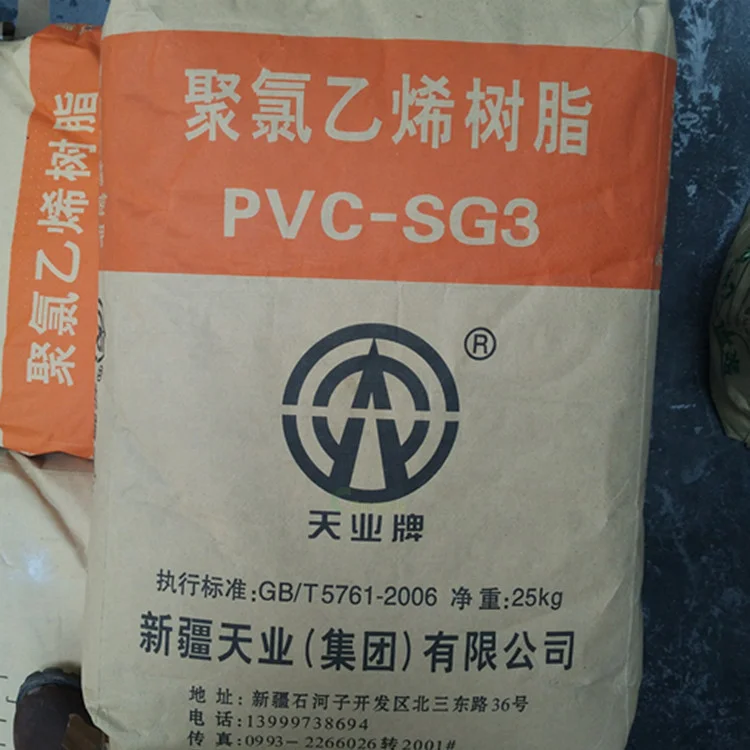 聚氯乙烯树脂
PVC-SG3
®
天业牌
执行标准:GB/T5761-2006 净重:25kg
新疆天业(集团)有限公司
地址:新疆石河子开发区北三东路36号
电话:13999738694
传真:0993-2266026转2001#
聚氯乙烯树脂